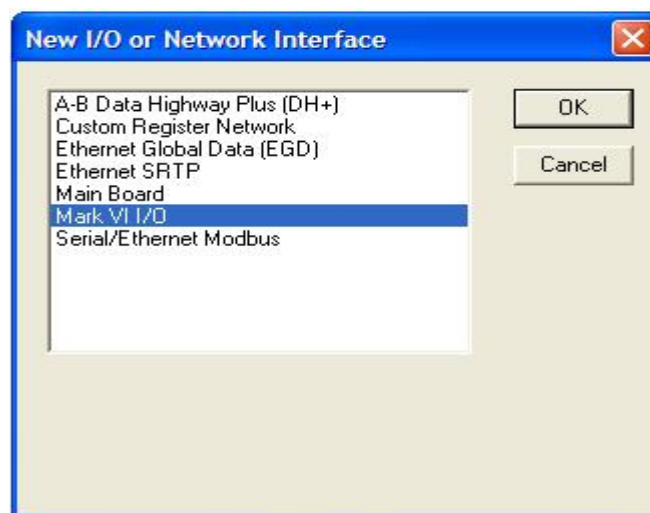 New I/O or Network Interface
A-B Data Highway Plus (DH+)
Custom Register Network
Ethernet Global Data (EGD)
Ethernet SRTP
Main Board
Mark VI I/O
Serial/Ethernet Modbus
OK
Cancel